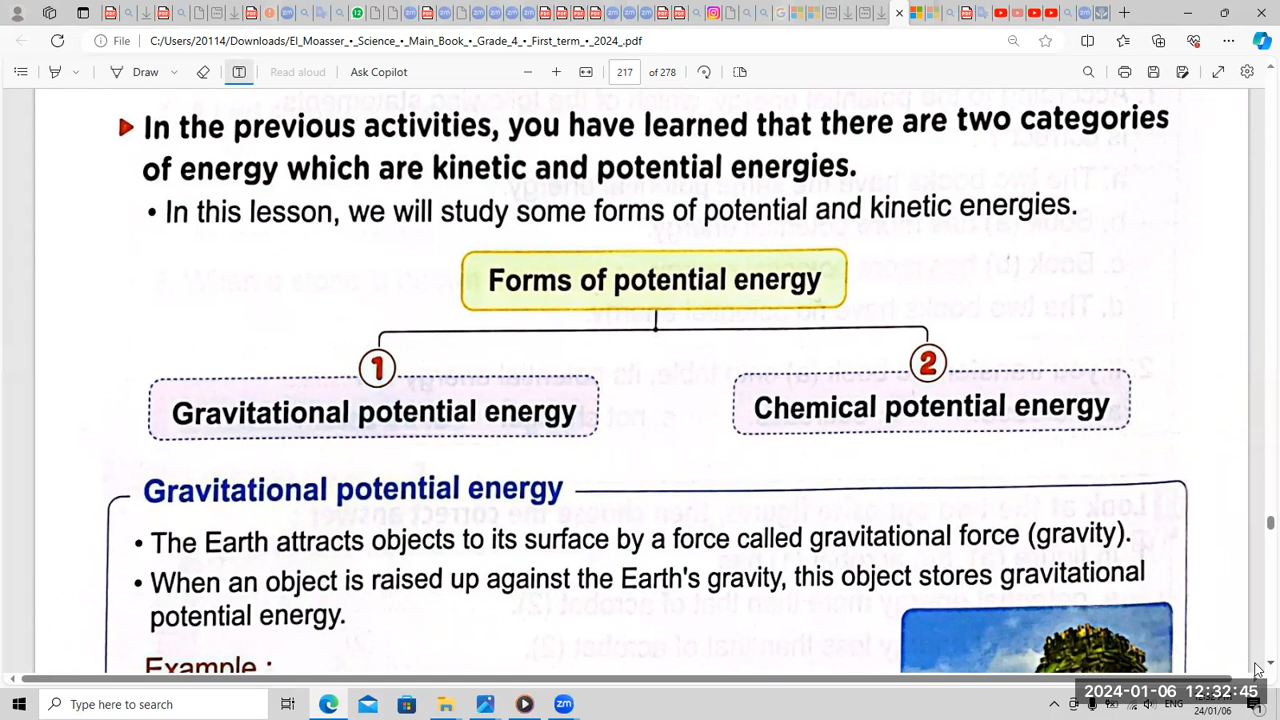 File
C:/Users/20114/Downloads/El_Moasser_•_Science_•_Main_Book_•_Grade_4_•_First_term_•_2024_.pdf
Draw
Read aloud
Ask Copilot
217 of 278
In the previous activities, you have learned that there are two categories
of energy which are kinetic and potential energies.
• In this lesson, we will study some forms of potential and kinetic energies.
Forms of potential energy
1
2
Gravitational potential energy
Chemical potential energy
Gravitational potential energy
• The Earth attracts objects to its surface by a force called gravitational force (gravity).
• When an object is raised up against the Earth's gravity, this object stores gravitational
potential energy.
Example :
Type here to search
ENG
2024-01-06 12:32:45
24/01/06